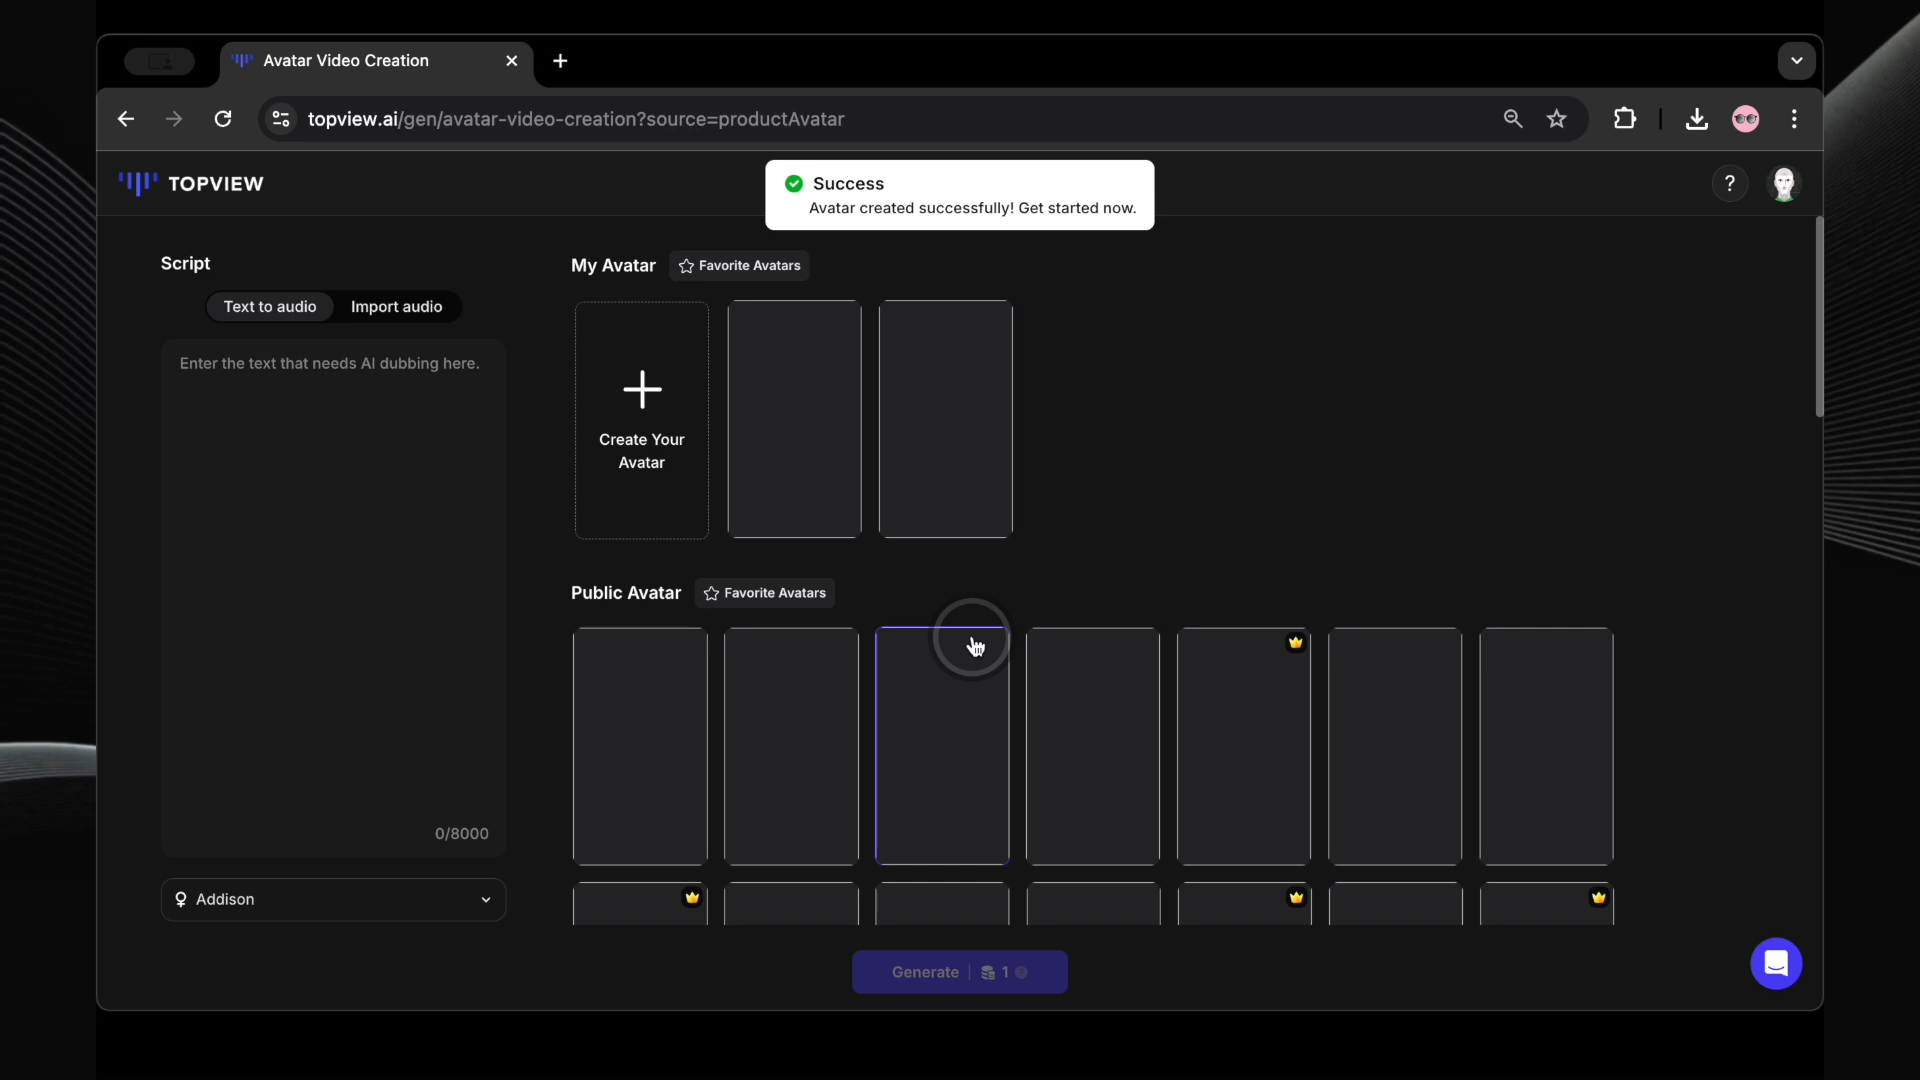 Avatar Video Creation
topview.ai/gen/avatar-video-creation?source=productAvatar
TOPVIEW
?
Success
Avatar created successfully! Get started now.
Script
Text to audio
Import audio
Enter the text that needs AI dubbing here.
0/8000
Addison
My Avatar
Favorite Avatars
Create Your
Avatar
Public Avatar
Favorite Avatars
Generate
1